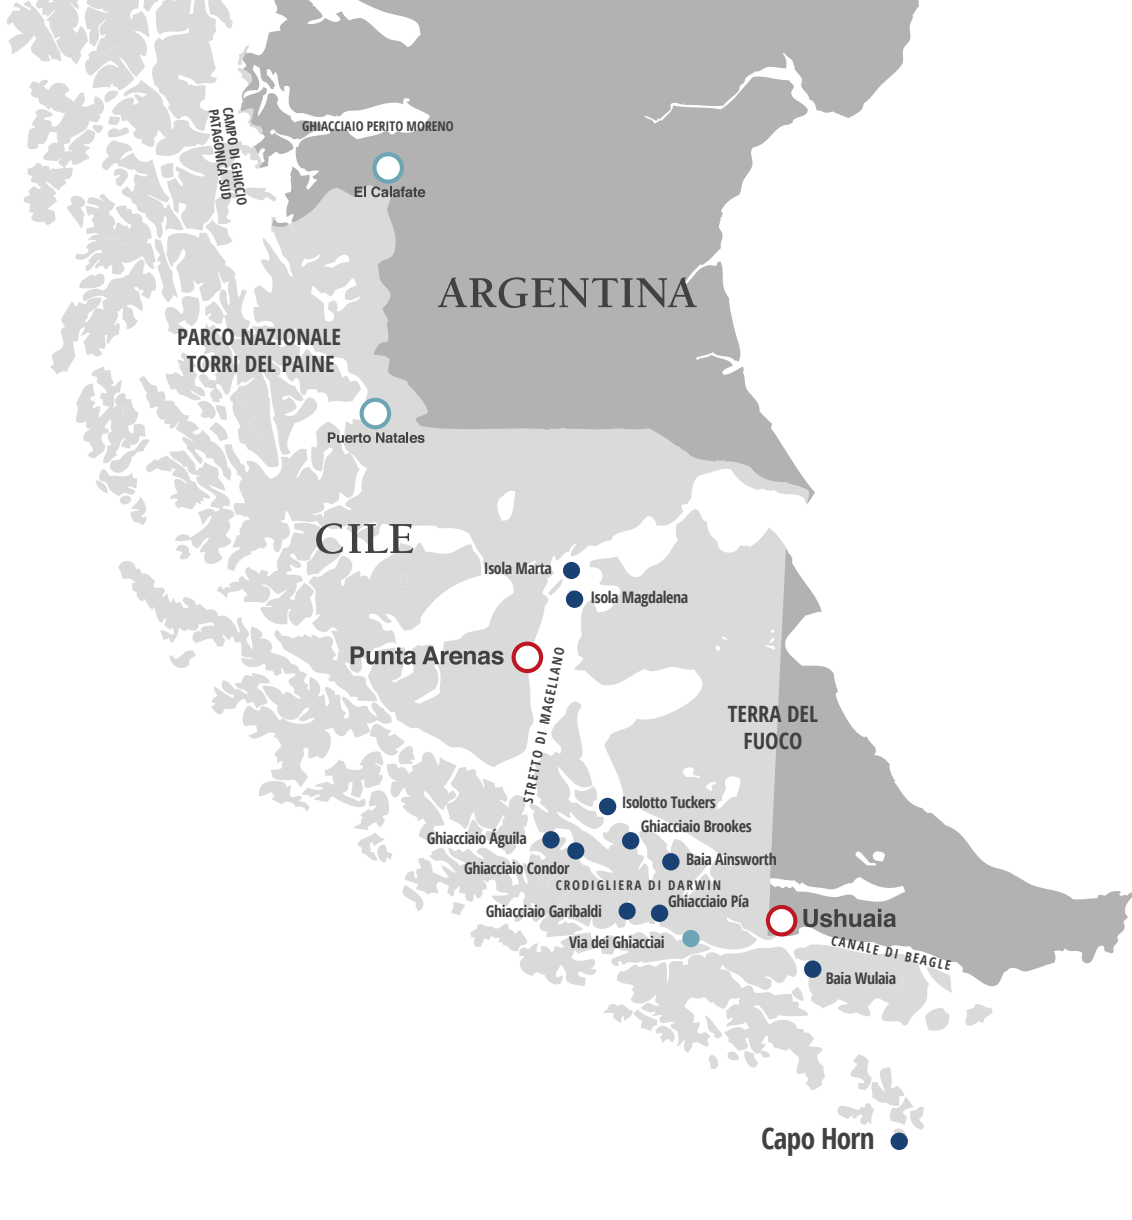 CAMPO DI GHICCIO
PATAGONICA SUD
GHIACCIAIO PERITO MORENO
El Calafate
ARGENTINA
PARCO NAZIONALE
TORRI DEL PAINE
Puerto Natales
CILE
Isola Marta
Isola Magdalena
Punta Arenas
STRETTO DI MAGELLANO
TERRA DEL
FUOCO
Isolotto Tuckers
Ghiacciaio Brookes
Ghiacciaio Águila
Baia Ainsworth
Ghiacciaio Condor
CRODIGLIERA DI DARWIN
Ghiacciaio Pía
Ghiacciaio Garibaldi
Ushuaia
Via dei Ghiacciai
CANALE DI BEAGLE
Baia Wulaia
Capo Horn